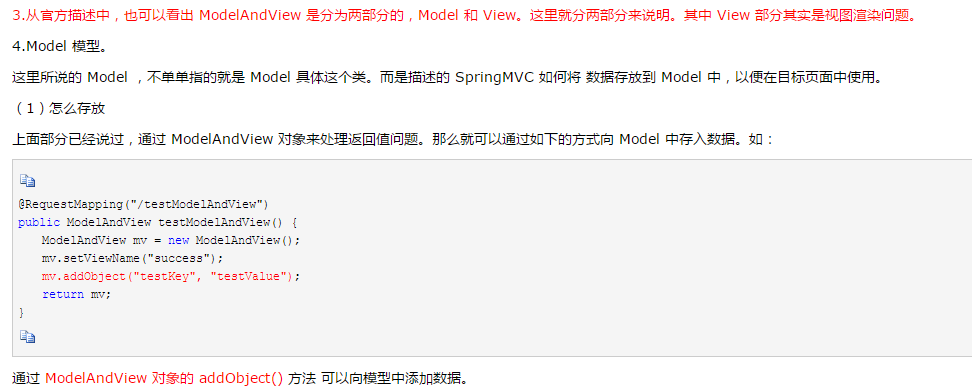 3.从官方描述中，也可以看出 ModelAndView 是分为两部分的，Model 和 View。这里就分两部分来说明。其中 View 部分其实是视图渲染问题。
4.Model 模型。
这里所说的 Model ，不单单指的就是 Model 具体这个类。而是描述的 SpringMVC 如何将 数据存放到 Model 中，以便在目标页面中使用。
（1）怎么存放
上面部分已经说过，通过 ModelAndView 对象来处理返回值问题。那么就可以通过如下的方式向 Model 中存入数据。如：
@RequestMapping("/testModelAndView")
public ModelAndView testModelAndView() {
    ModelAndView mv = new ModelAndView();
    mv.setViewName("success");
    mv.addObject("testKey", "testValue");
    return mv;
}
通过 ModelAndView 对象的 addObject() 方法 可以向模型中添加数据。